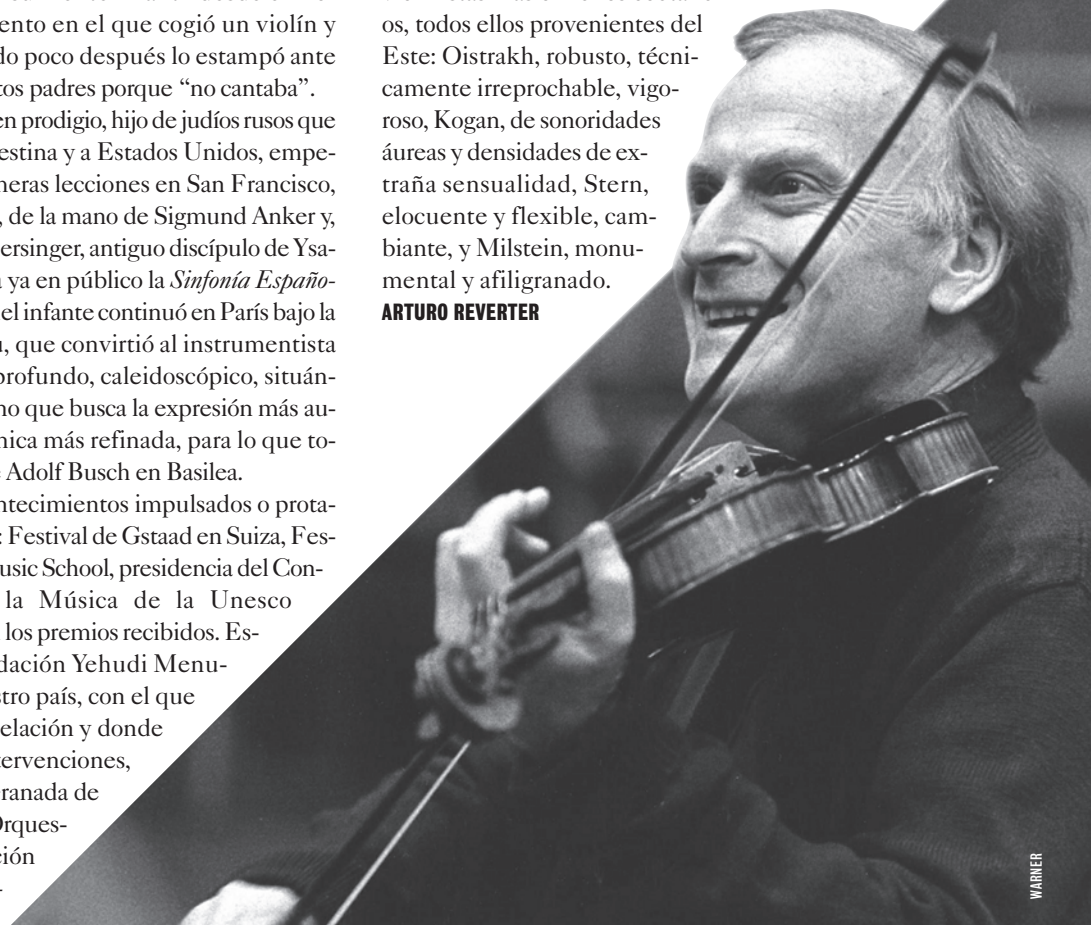 ento en el que cogió un violín y
do poco después lo estampó ante
tos padres porque “no cantaba”.
en prodigio, hijo de judíos rusos que
estina y a Estados Unidos, empe-
neras lecciones en San Francisco,
, de la mano de Sigmund Anker y,
ersinger, antiguo discípulo de Ysa-
a ya en público la Sinfonía Españo-
el infante continuó en París bajo la
u, que convirtió al instrumentista
profundo, caleidoscópico, situán-
no que busca la expresión más au-
nica más refinada, para lo que to-
e Adolf Busch en Basilea.
ntecimientos impulsados o prota-
: Festival de Gstaad en Suiza, Fes-
usic School, presidencia del Con-
la Música de la Unesco
los premios recibidos. Es-
dación Yehudi Menu-
stro país, con el que
elación y donde
tervenciones,
ranada de
Orques-
ción
os, todos ellos provenientes del
Este: Oistrakh, robusto, técni-
camente irreprochable, vigo-
roso, Kogan, de sonoridades
áureas y densidades de ex-
traña sensualidad, Stern,
elocuente y flexible, cam-
biante, y Milstein, monu-
mental y afiligranado.
ARTURO REVERTER
WARNER